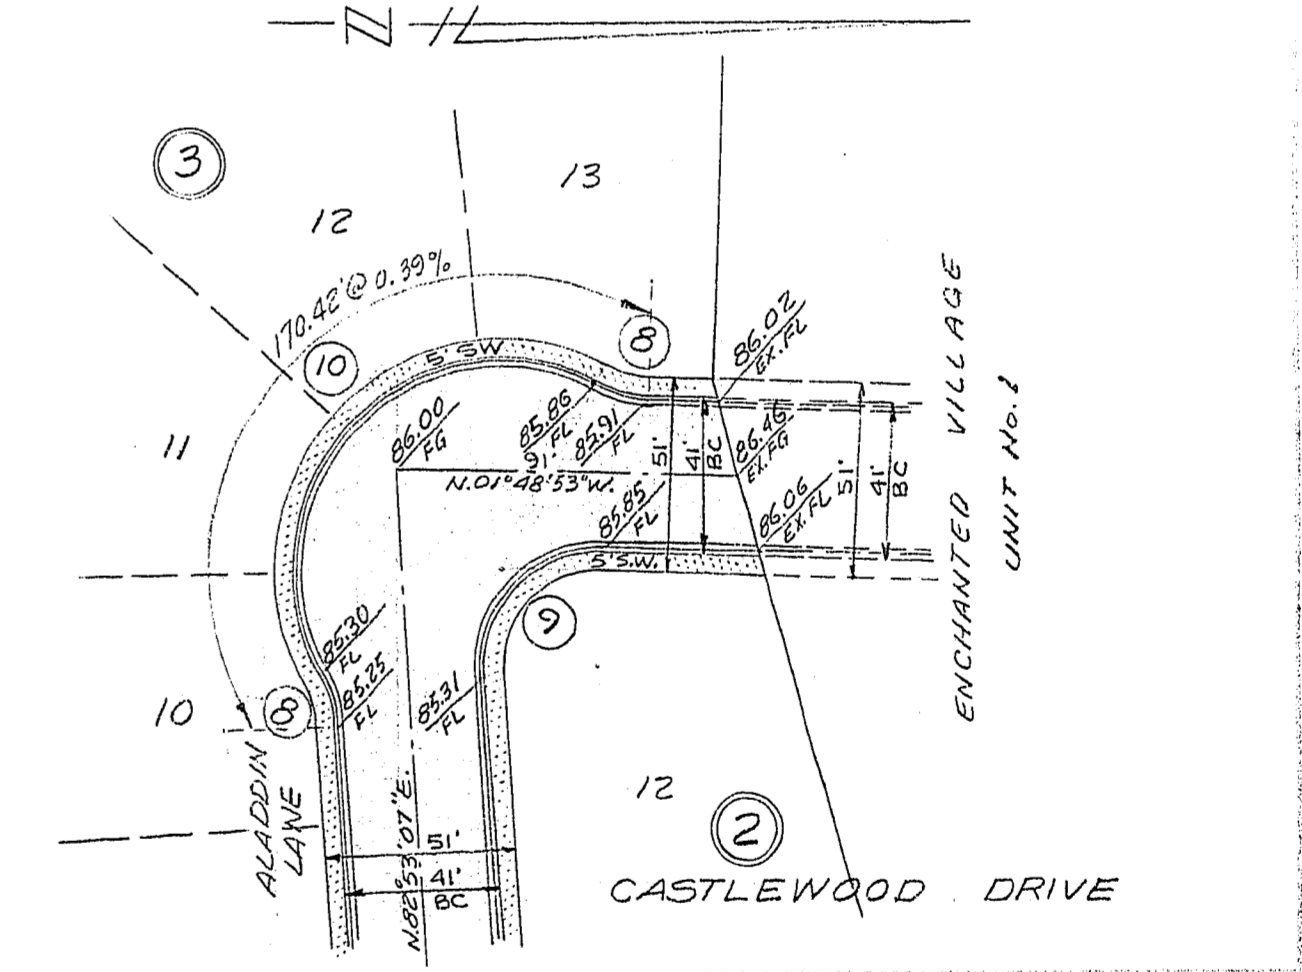 N
3
13
12
170.42' @ 0.39%
10
8
5' SW
86.02
EX. FL
11
86.00
FG
85.86
FL
85.91
FL
91'
N.01°48'53"W.
51'
41'
BC
86.46
EX. FG
85.85
FL
86.06
EX. FL
51'
41'
BC
ENCHANTED VILLAGE
UNIT No. 1
5' S.W.
9
85.30
FL
85.25
FL
85.31
FL
10
ALADDIN
LANE
N.82°53'07"E.
51'
41'
BC
12
2
CASTLEWOOD DRIVE